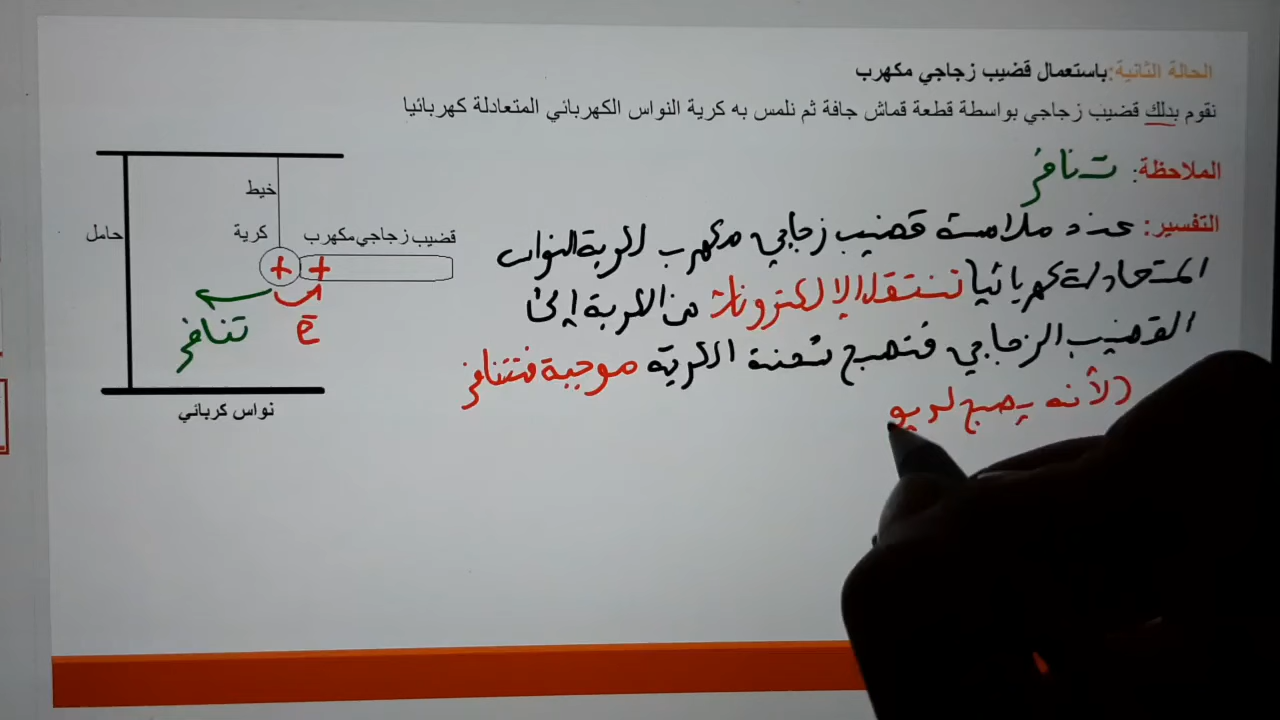 الحالة الثانية: باستعمال قضيب زجاجي مكهرب
نقوم بدلك قضيب زجاجي بواسطة قطعة قماش جافة ثم نلمس به كرية النواس الكهربائي المتعادلة كهربائيا
الملاحظة: تنافر
التفسير: عند ملامسة قضيب زجاجي مكهرب لكرية النواس
المتعادلة كهربائيا تنتقل الإلكترونات من الكرية إلى
القضيب الزجاجي فتصبح شحنة الكرية موجبة فتتنافر
(لأنه يصبح
خيط
حامل
كرية
قضيب زجاجي مكهرب
+ +
ē
تنافر
نواس كربائي